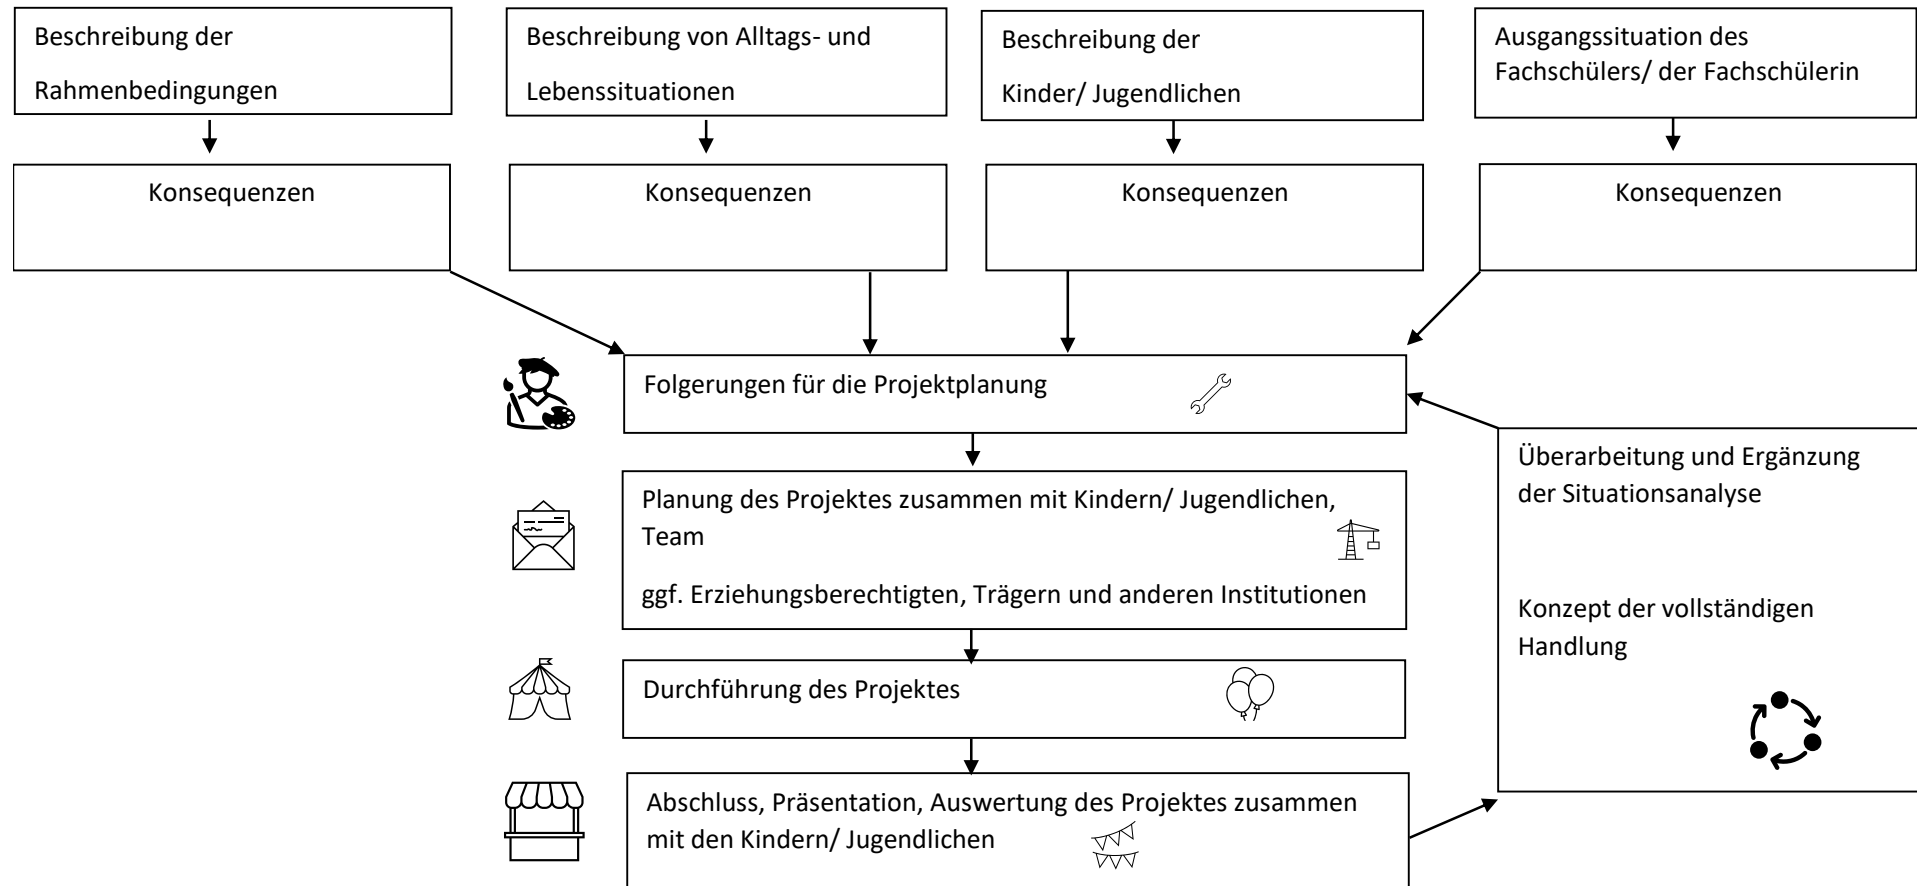 Beschreibung der
Rahmenbedingungen
Beschreibung von Alltags- und
Lebenssituationen
Beschreibung der
Kinder/ Jugendlichen
Ausgangssituation des
Fachschülers/ der Fachschülerin
Konsequenzen
Konsequenzen
Konsequenzen
Konsequenzen
Folgerungen für die Projektplanung
Planung des Projektes zusammen mit Kindern/ Jugendlichen,
Team
ggf. Erziehungsberechtigten, Trägern und anderen Institutionen
Durchführung des Projektes
Abschluss, Präsentation, Auswertung des Projektes zusammen
mit den Kindern/ Jugendlichen
Überarbeitung und Ergänzung
der Situationsanalyse
Konzept der vollständigen
Handlung